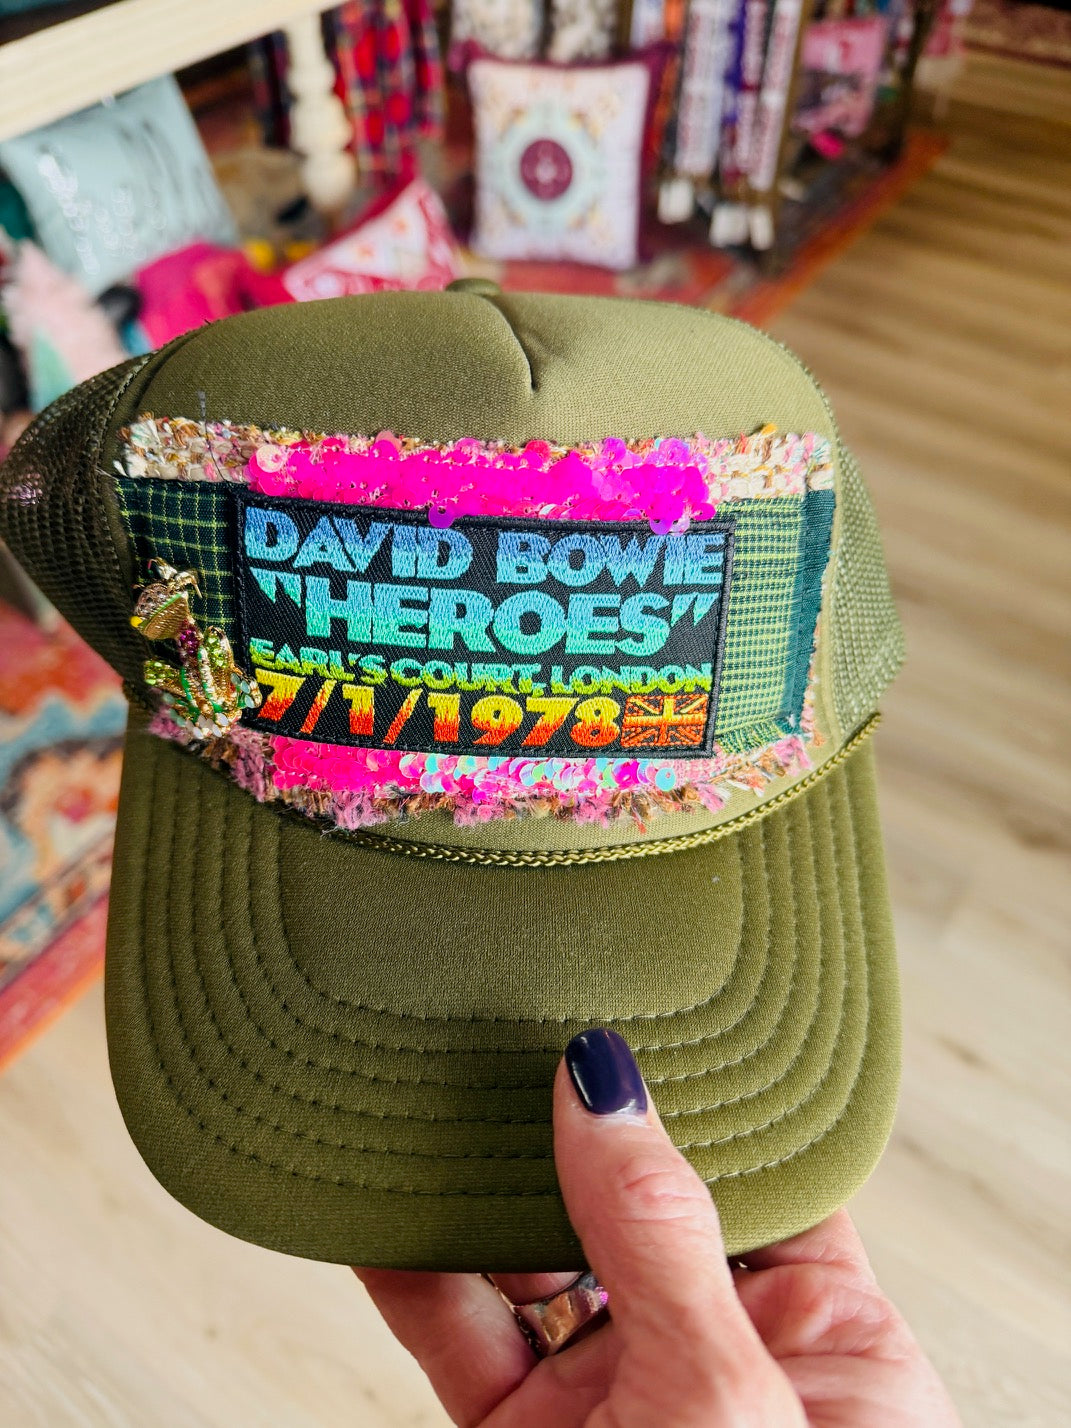 DAVID BOWIE
"HEROES"
EARL'S COURT, LONDON
7/1/1978